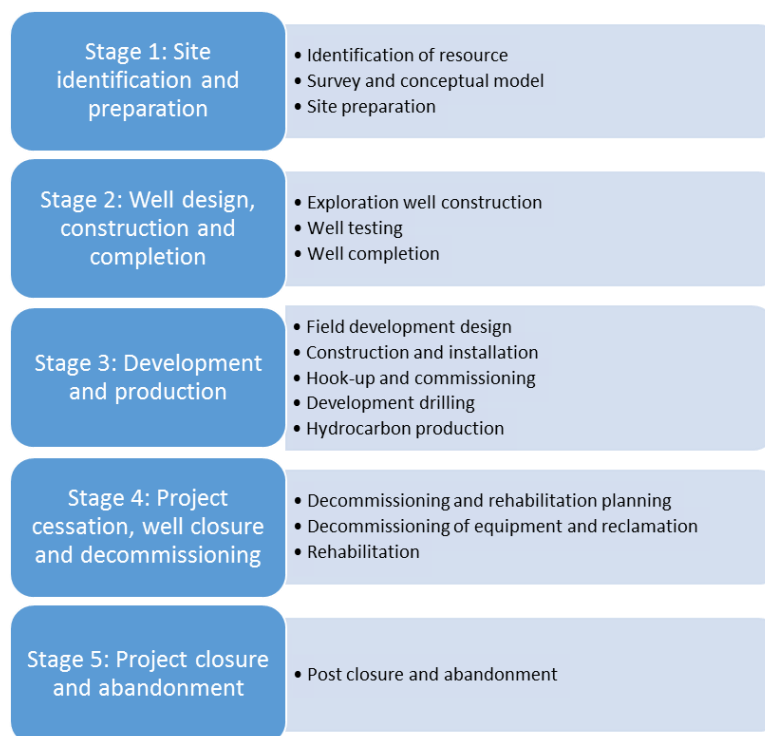 Stage 1: Site
identification and
preparation
• Identification of resource
• Survey and conceptual model
• Site preparation
Stage 2: Well design,
construction and
completion
• Exploration well construction
• Well testing
• Well completion
Stage 3: Development
and production
• Field development design
• Construction and installation
• Hook-up and commissioning
• Development drilling
• Hydrocarbon production
Stage 4: Project
cessation, well closure
and decommissioning
• Decommissioning and rehabilitation planning
• Decommissioning of equipment and reclamation
• Rehabilitation
Stage 5: Project closure
and abandonment
• Post closure and abandonment